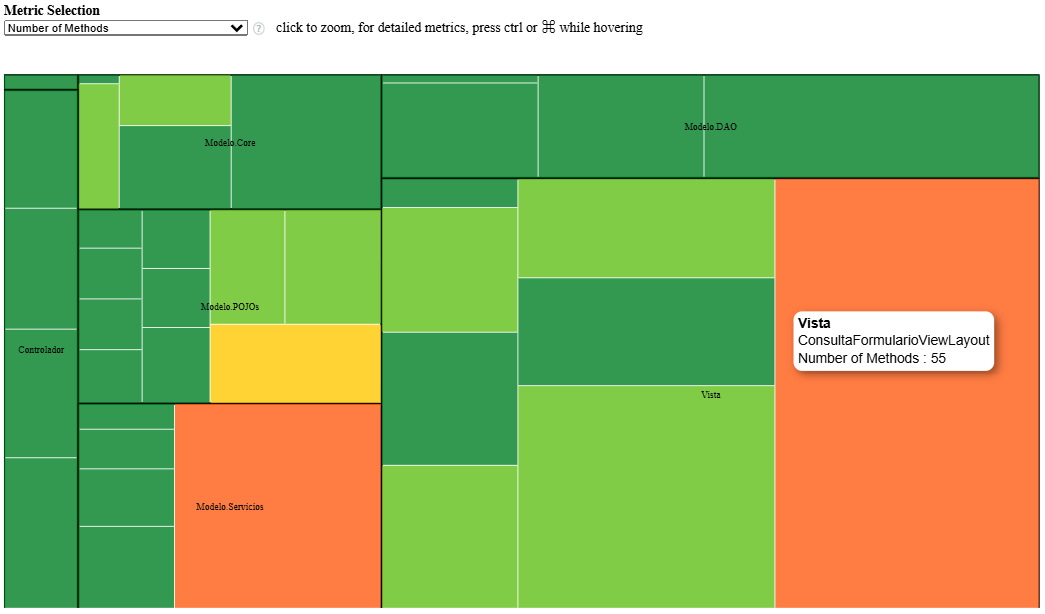 Metric Selection
Number of Methods
? click to zoom, for detailed metrics, press ctrl or ⌘ while hovering
Modelo.DAO
Modelo.Core
Modelo.POJOs
Vista
ConsultaFormularioViewLayout
Number of Methods : 55
Controlador
Vista
Modelo.Servicios